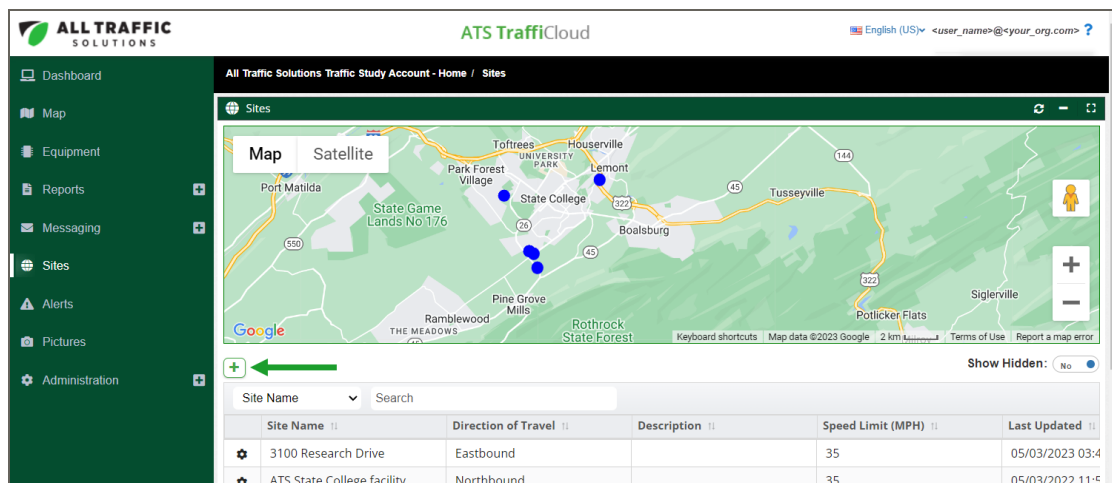 ALL TRAFFIC
SOLUTIONS
ATS TraffiCloud
English (US)
<user_name>@<your_org.com> ?
Dashboard
Map
Equipment
Reports
Messaging
Sites
Alerts
Pictures
Administration
All Traffic Solutions Traffic Study Account - Home / Sites
Sites
Map Satellite
Toftrees
Houserville
UNIVERSITY
PARK
Park Forest
Village
Lemont
144
Port Matilda
State College
322
45
Tusseyville
State Game
Lands No 176
26
Boalsburg
550
45
322
Pine Grove
Mills
Siglerville
Ramblewood
THE MEADOWS
Rothrock
State Forest
Potlicker Flats
45
Google
Keyboard shortcuts Map data ©2023 Google 2 km Terms of Use Report a map error
Show Hidden: No
Site Name Search
Site Name Direction of Travel Description Speed Limit (MPH) Last Updated
3100 Research Drive Eastbound 35 05/03/2023 03:4
ATS State College facility Northbound 35 05/03/2022 11:5